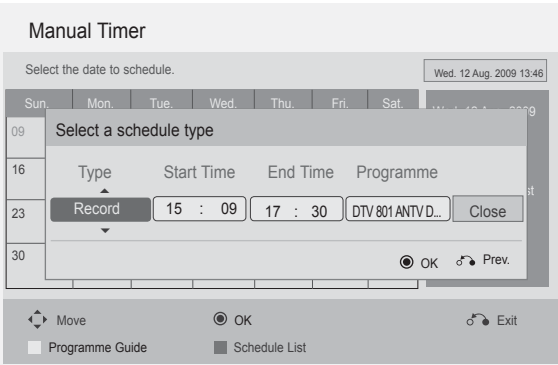 Manual Timer
Select the date to schedule.
Wed. 12 Aug. 2009 13:46
Sun. Mon. Tue. Wed. Thu. Fri. Sat.
09
Select a schedule type
16
Type Start Time End Time Programme
23
Record 15 : 09 17 : 30 DTV 801 ANTV D... Close
30
OK Prev.
Move OK Exit
Programme Guide Schedule List